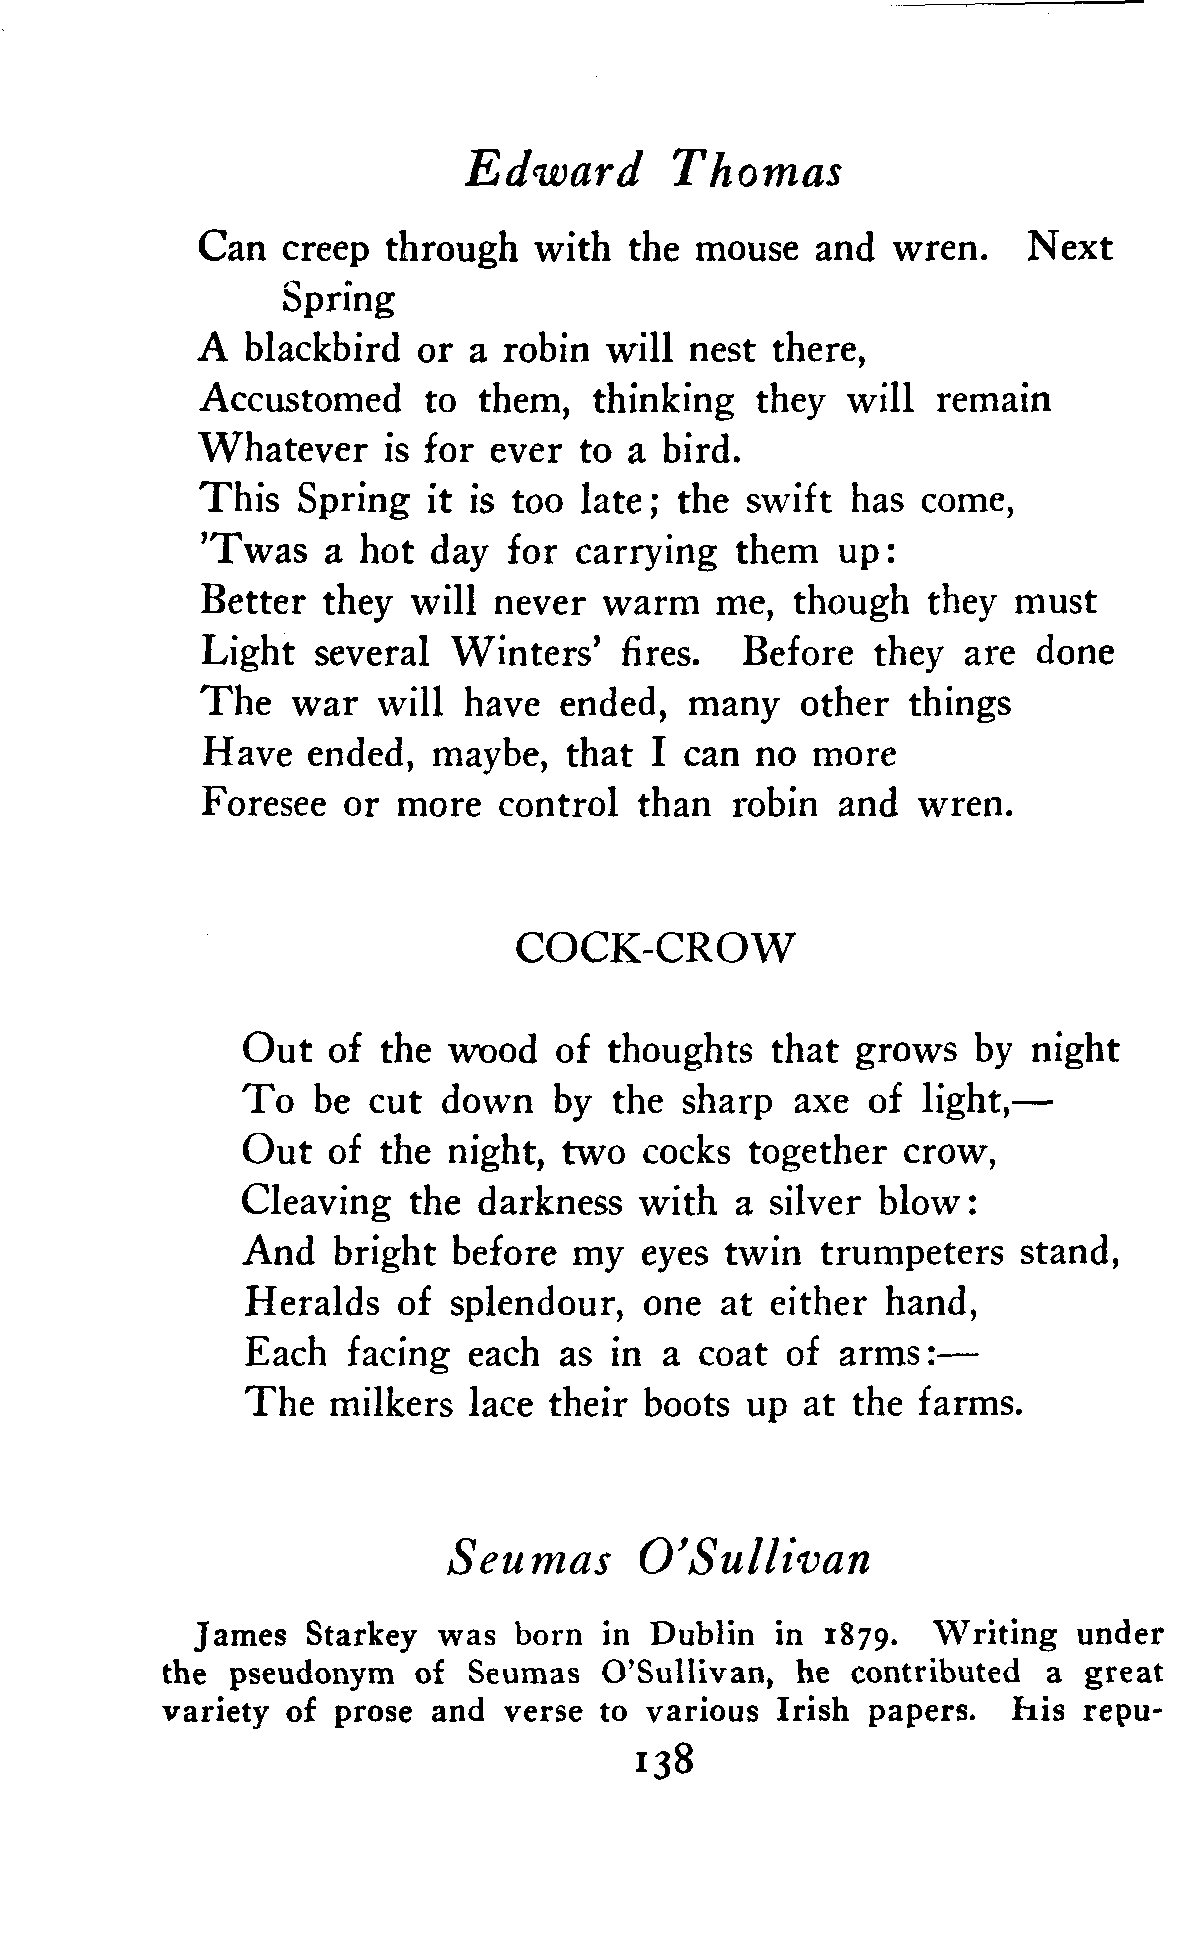 Edward Thomas
Can creep through with the mouse and wren. Next
Spring
A blackbird or a robin will nest there,
Accustomed to them, thinking they will remain
Whatever is for ever to a bird.
This Spring it is too late; the swift has come,
'Twas a hot day for carrying them up:
Better they will never warm me, though they must
Light several Winters' fires. Before they are done
The war will have ended, many other things
Have ended, maybe, that I can no more
Foresee or more control than robin and wren.
COCK-CROW
Out of the wood of thoughts that grows by night
To be cut down by the sharp axe of light,—
Out of the night, two cocks together crow,
Cleaving the darkness with a silver blow:
And bright before my eyes twin trumpeters stand,
Heralds of splendour, one at either hand,
Each facing each as in a coat of arms:—
The milkers lace their boots up at the farms.
Seumas O'Sullivan
James Starkey was born in Dublin in 1879. Writing under
the pseudonym of Seumas O'Sullivan, he contributed a great
variety of prose and verse to various Irish papers. His repu-
138